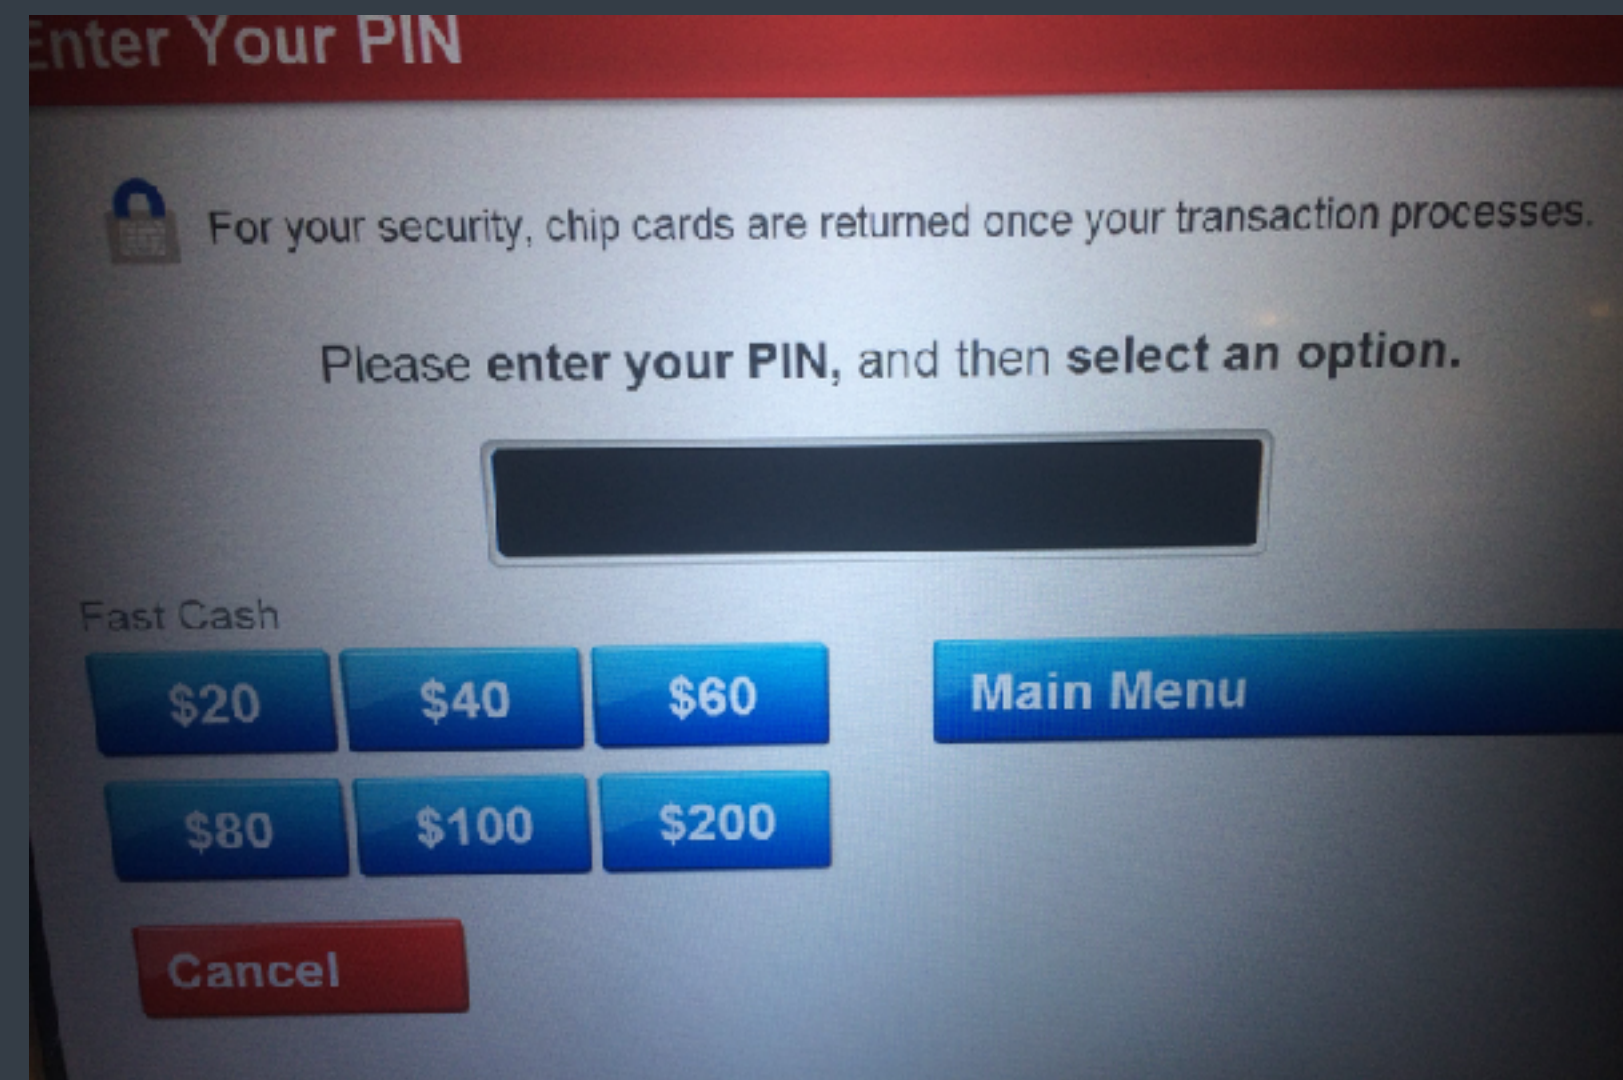 Enter Your PIN
For your security, chip cards are returned once your transaction processes.
Please enter your PIN, and then select an option.
Fast Cash
$20 $40 $60 Main Menu
$80 $100 $200
Cancel